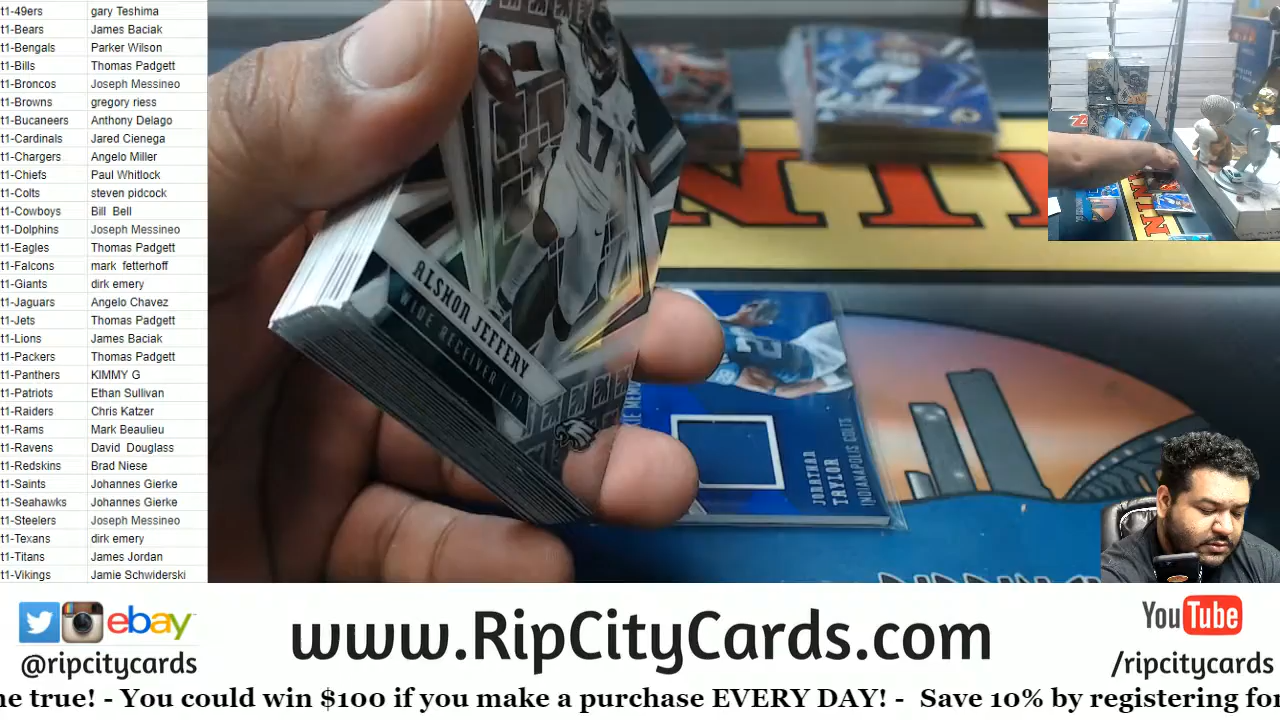 t1-49ers gary Teshima
t1-Bears James Baciak
t1-Bengals Parker Wilson
t1-Bills Thomas Padgett
t1-Broncos Joseph Messineo
t1-Browns gregory riess
t1-Bucaneers Anthony Delago
t1-Cardinals Jared Cienega
t1-Chargers Angelo Miller
t1-Chiefs Paul Whitlock
t1-Colts steven pidcock
t1-Cowboys Bill Bell
t1-Dolphins Joseph Messineo
t1-Eagles Thomas Padgett
t1-Falcons mark fetterhoff
t1-Giants dirk emery
t1-Jaguars Angelo Chavez
t1-Jets Thomas Padgett
t1-Lions James Baciak
t1-Packers Thomas Padgett
t1-Panthers KIMMY G
t1-Patriots Ethan Sullivan
t1-Raiders Chris Katzer
t1-Rams Mark Beaulieu
t1-Ravens David Douglass
t1-Redskins Brad Niese
t1-Saints Johannes Gierke
t1-Seahawks Johannes Gierke
t1-Steelers Joseph Messineo
t1-Texans dirk emery
t1-Titans James Jordan
t1-Vikings Jamie Schwiderski
17
ALSHON JEFFERY
WIDE RECEIVER | 17
JONATHAN
TAYLOR
INDIANAPOLIS COLTS
ebay
@ripcitycards
www.RipCityCards.com
YouTube
/ripcitycards
me true! - You could win $100 if you make a purchase EVERY DAY! - Save 10% by registering for